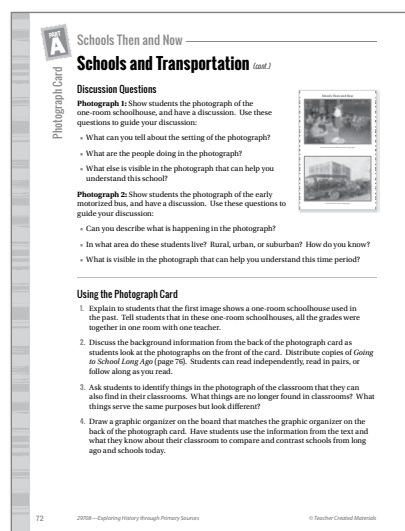 PART
A
Photograph Card
Schools Then and Now
Schools and Transportation (cont.)
Discussion Questions
Photograph 1: Show students the photograph of the
one-room schoolhouse, and have a discussion. Use these
questions to guide your discussion:
▪ What can you tell about the setting of the photograph?
▪ What are the people doing in the photograph?
▪ What else is visible in the photograph that can help you
understand this school?
Photograph 2: Show students the photograph of the early
motorized bus, and have a discussion. Use these questions to
guide your discussion:
▪ Can you describe what is happening in the photograph?
▪ In what area do these students live? Rural, urban, or suburban? How do you know?
▪ What is visible in the photograph that can help you understand this time period?
Using the Photograph Card
1. Explain to students that the first image shows a one-room schoolhouse used in
the past. Tell students that in these one-room schoolhouses, all the grades were
together in one room with one teacher.
2. Discuss the background information from the back of the photograph card as
students look at the photographs on the front of the card. Distribute copies of Going
to School Long Ago (page 76). Students can read independently, read in pairs, or
follow along as you read.
3. Ask students to identify things in the photograph of the classroom that they can
also find in their classrooms. What things are no longer found in classrooms? What
things serve the same purposes but look different?
4. Draw a graphic organizer on the board that matches the graphic organizer on the
back of the photograph card. Have students use the information from the text and
what they know about their classroom to compare and contrast schools from long
ago and schools today.
72
29708—Exploring History through Primary Sources
© Teacher Created Materials